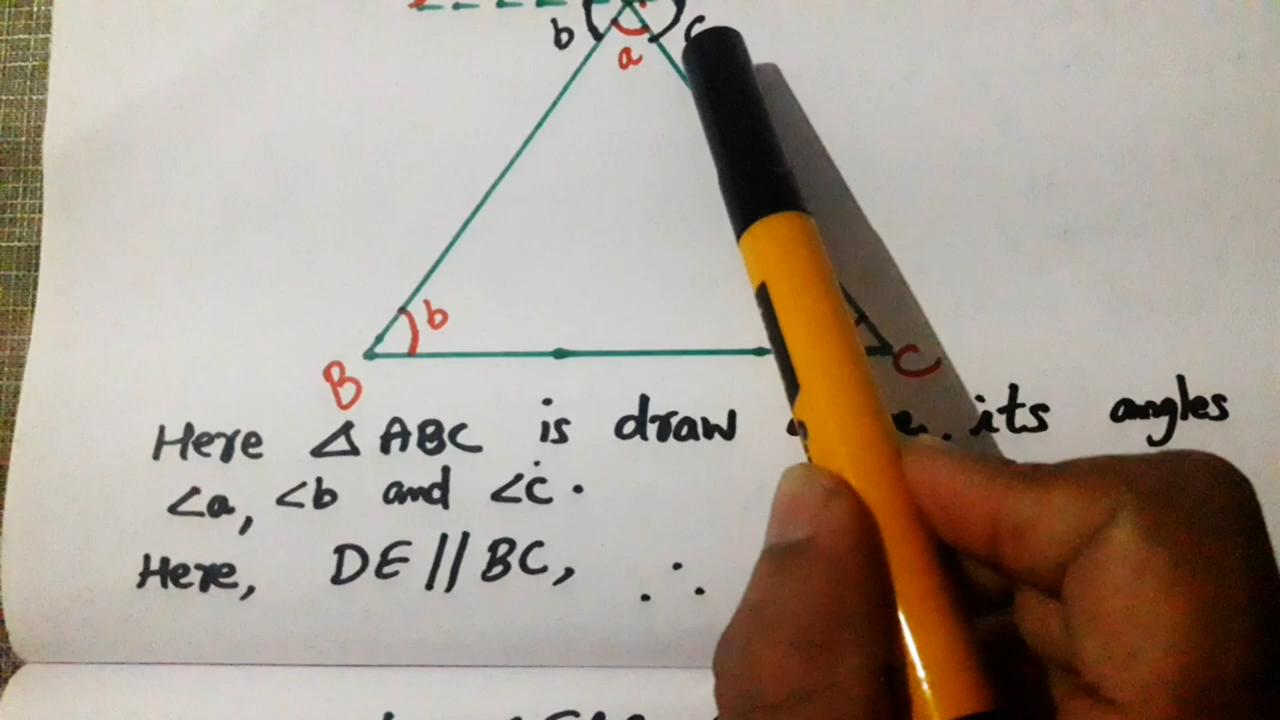 b
a
c
b
B
C
Here △ ABC is draw its angles
∠a, ∠b and ∠c.
Here, DE // BC, ∴